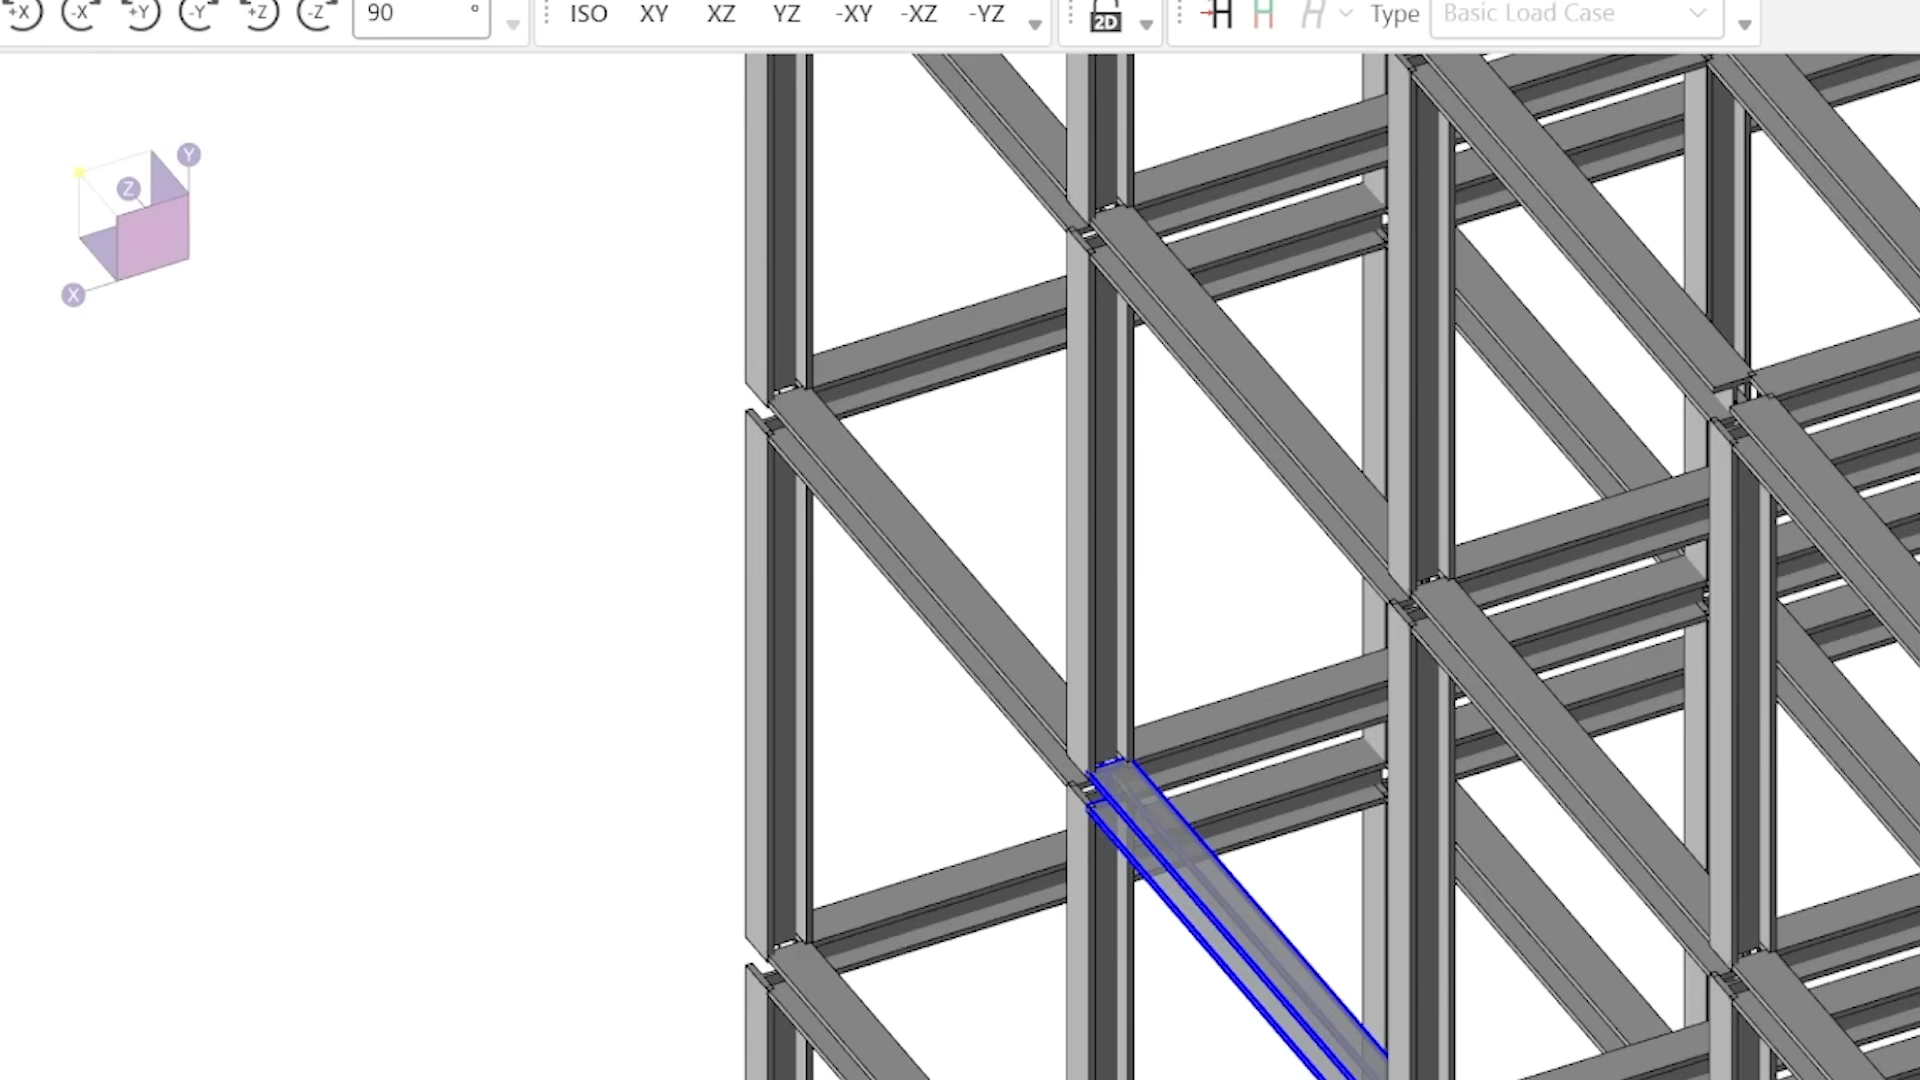 +X -X +Y -Y +Z -Z 90 ° ISO XY XZ YZ -XY -XZ -YZ 2D H H H Type Basic Load Case
Y
Z
X